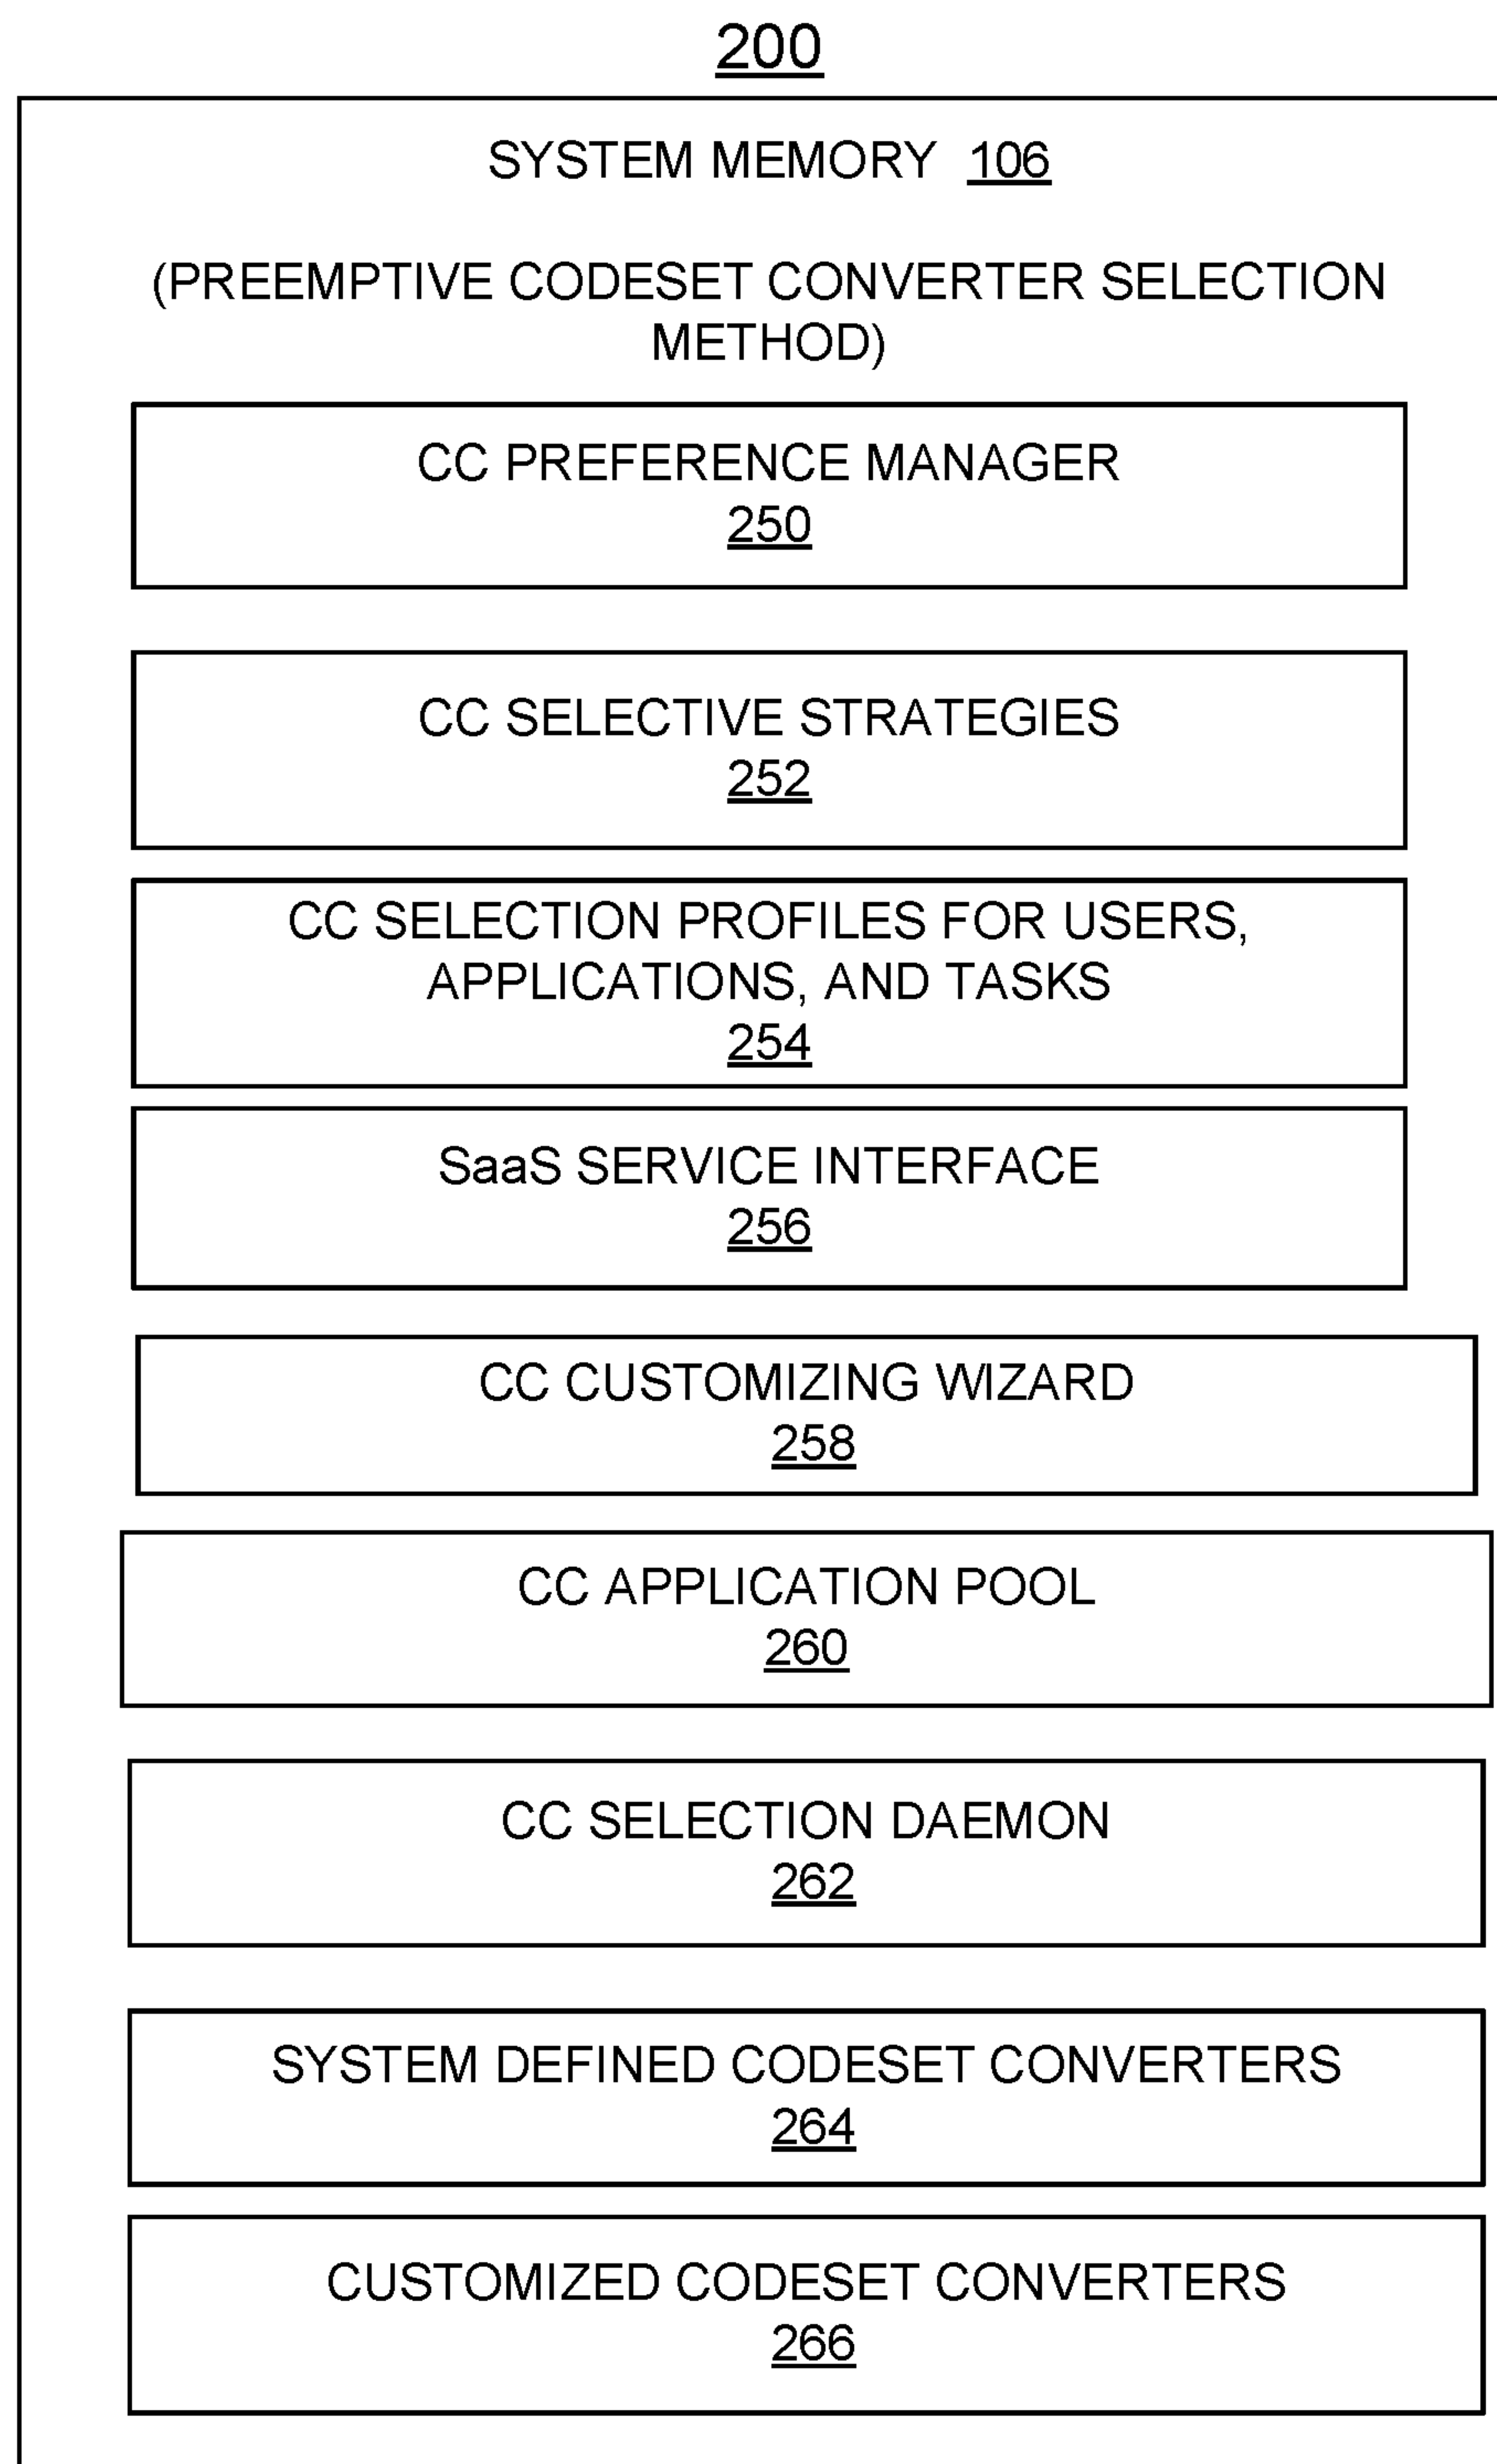 200
SYSTEM MEMORY 106
(PREEMPTIVE CODESET CONVERTER SELECTION
METHOD)
CC PREFERENCE MANAGER
250
CC SELECTIVE STRATEGIES
252
CC SELECTION PROFILES FOR USERS,
APPLICATIONS, AND TASKS
254
SaaS SERVICE INTERFACE
256
CC CUSTOMIZING WIZARD
258
CC APPLICATION POOL
260
CC SELECTION DAEMON
262
SYSTEM DEFINED CODESET CONVERTERS
264
CUSTOMIZED CODESET CONVERTERS
266